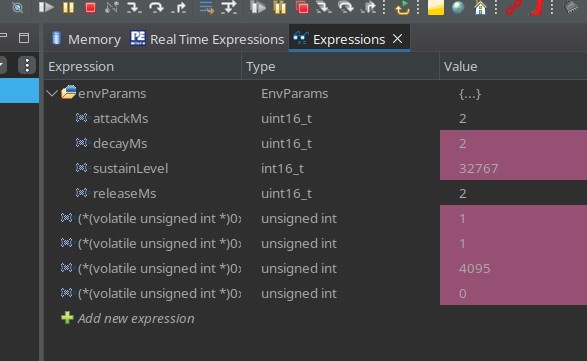 Memory Real Time Expressions Expressions
Expression Type Value
envParams EnvParams {...}
attackMs uint16_t 2
decayMs uint16_t 2
sustainLevel int16_t 32767
releaseMs uint16_t 2
(*(volatile unsigned int *)0x unsigned int 1
(*(volatile unsigned int *)0x unsigned int 1
(*(volatile unsigned int *)0x unsigned int 4095
(*(volatile unsigned int *)0x unsigned int 0
Add new expression